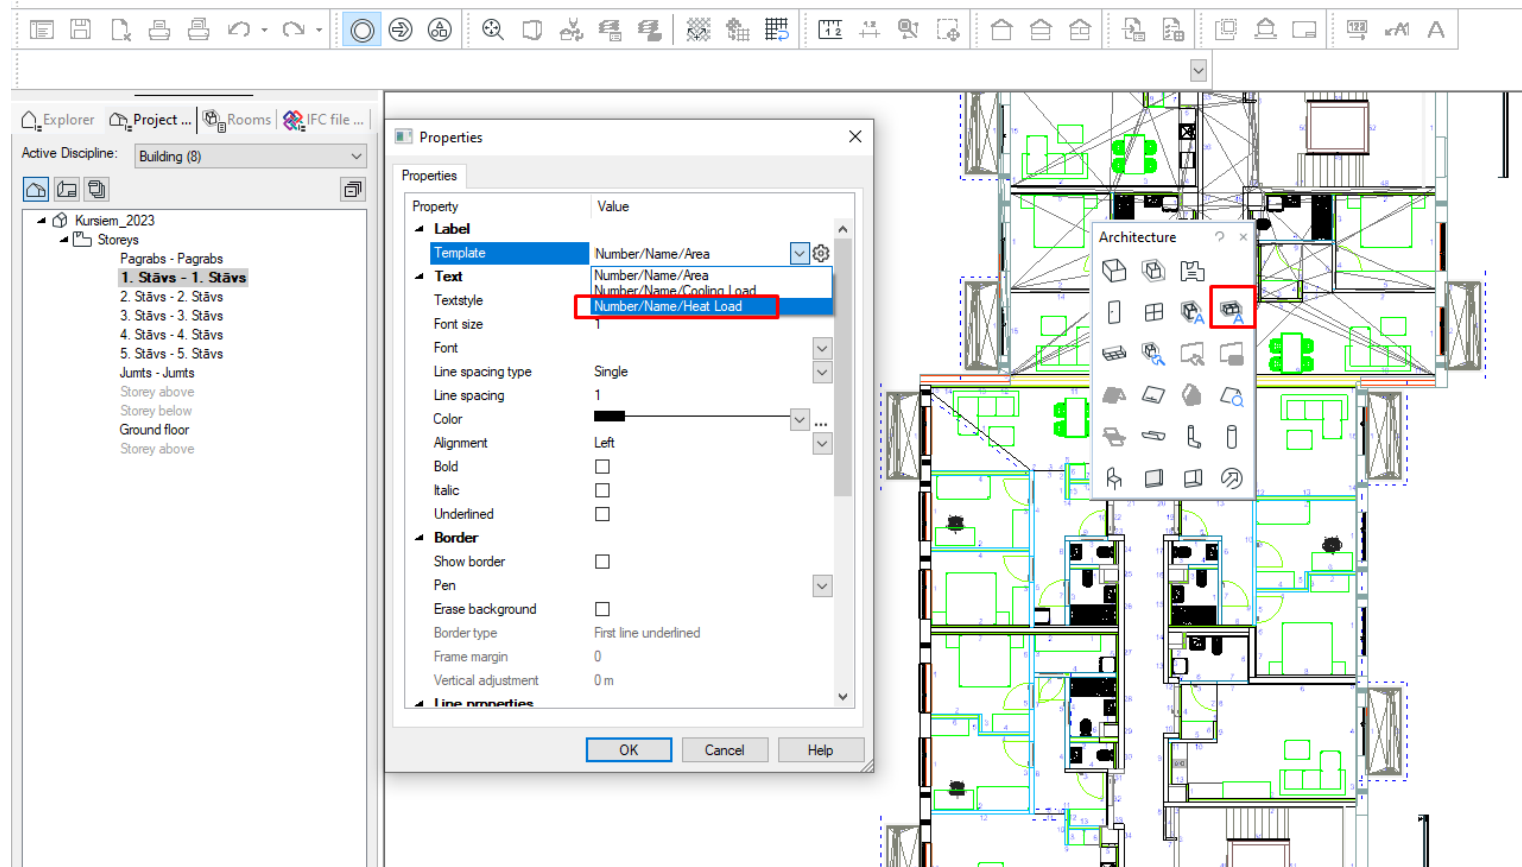 Explorer
Project ...
Rooms
IFC file ...
Active Discipline:
Building (8)
Kursiem_2023
Storeys
Pagrabs - Pagrabs
1. Stāvs - 1. Stāvs
2. Stāvs - 2. Stāvs
3. Stāvs - 3. Stāvs
4. Stāvs - 4. Stāvs
5. Stāvs - 5. Stāvs
Jumts - Jumts
Storey above
Storey below
Ground floor
Storey above
Properties
Properties
Property Value
Label
Template Number/Name/Area
Number/Name/Area
Number/Name/Cooling Load
Number/Name/Heat Load
Text
Textstyle
Font size 1
Font
Line spacing type Single
Line spacing 1
Color ...
Alignment Left
Bold
Italic
Underlined
Border
Show border
Pen
Erase background
Border type First line underlined
Frame margin 0
Vertical adjustment 0 m
Line properties
OK Cancel Help
Architecture ?